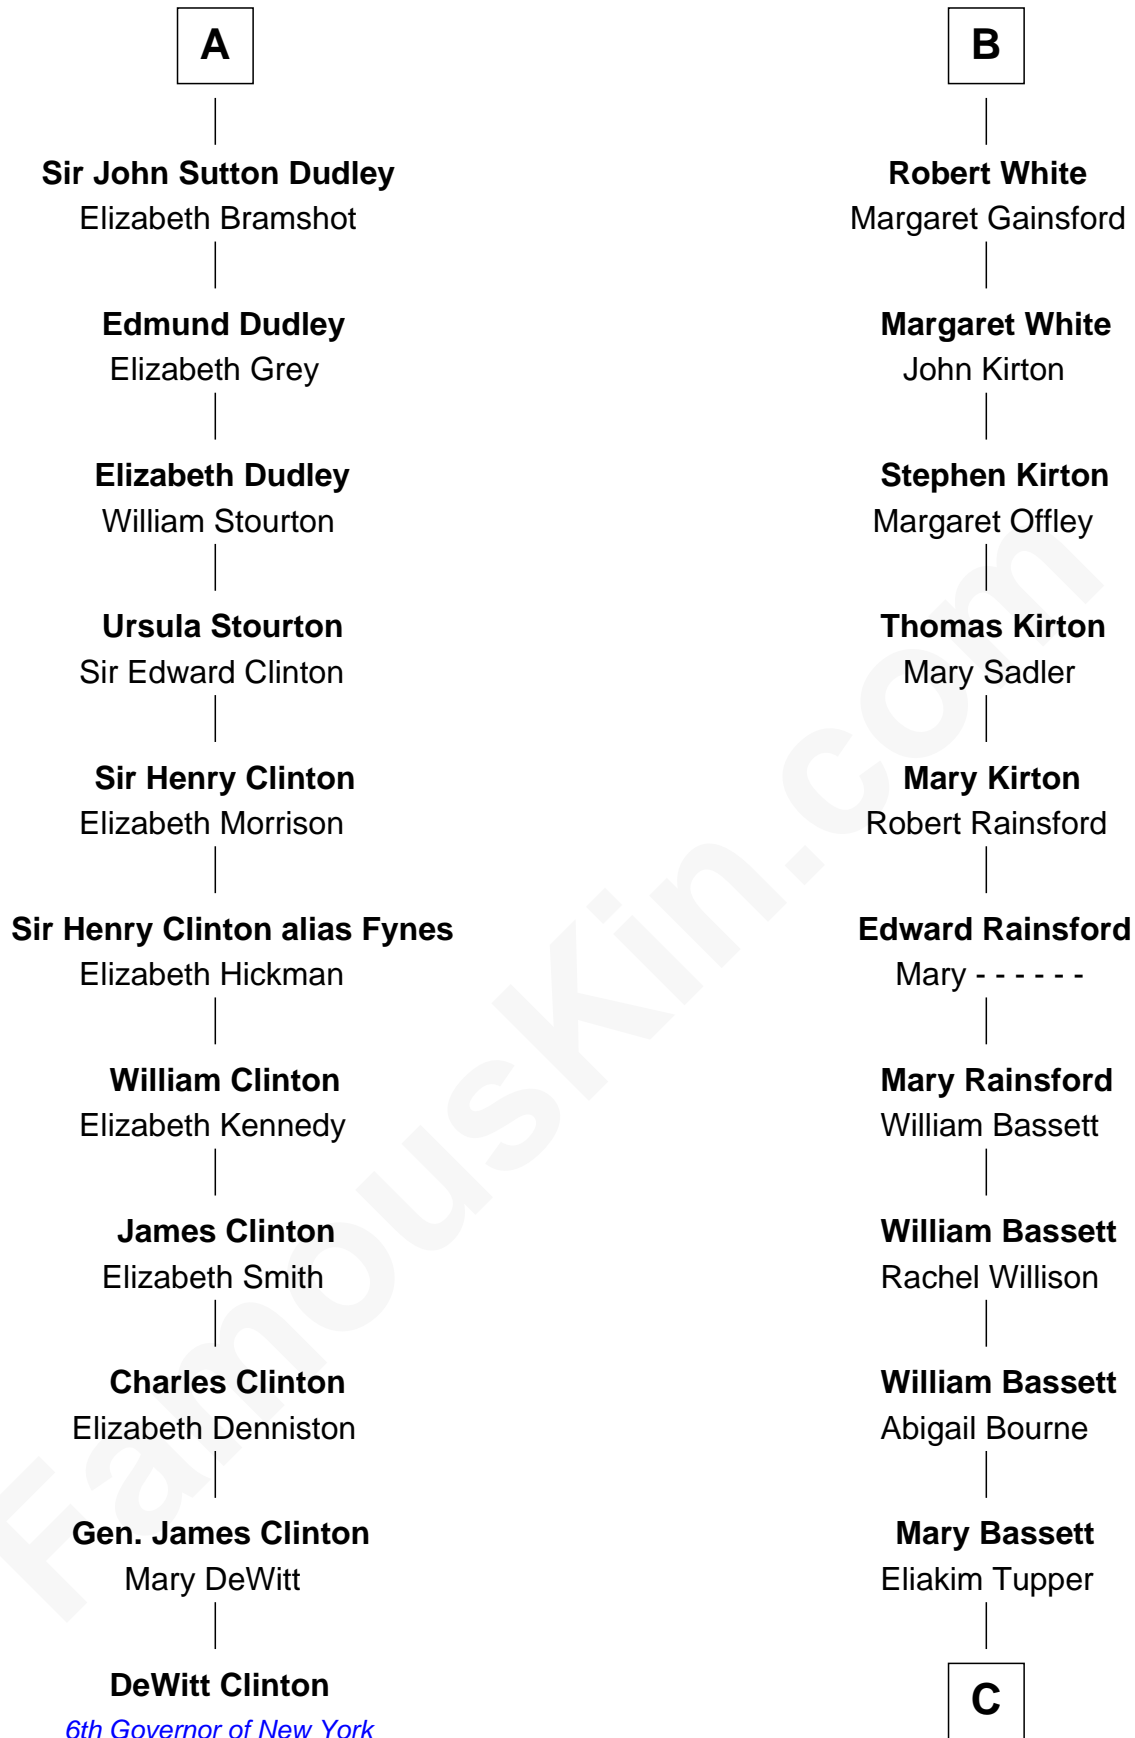 A
Sir John Sutton Dudley
Elizabeth Bramshot
Edmund Dudley
Elizabeth Grey
Elizabeth Dudley
William Stourton
Ursula Stourton
Sir Edward Clinton
Sir Henry Clinton
Elizabeth Morrison
Sir Henry Clinton alias Fynes
Elizabeth Hickman
William Clinton
Elizabeth Kennedy
James Clinton
Elizabeth Smith
Charles Clinton
Elizabeth Denniston
Gen. James Clinton
Mary DeWitt
DeWitt Clinton
6th Governor of New York
B
Robert White
Margaret Gainsford
Margaret White
John Kirton
Stephen Kirton
Margaret Offley
Thomas Kirton
Mary Sadler
Mary Kirton
Robert Rainsford
Edward Rainsford
Mary - - - - - -
Mary Rainsford
William Bassett
William Bassett
Rachel Willison
William Bassett
Abigail Bourne
Mary Bassett
Eliakim Tupper
C
FamousKin.com